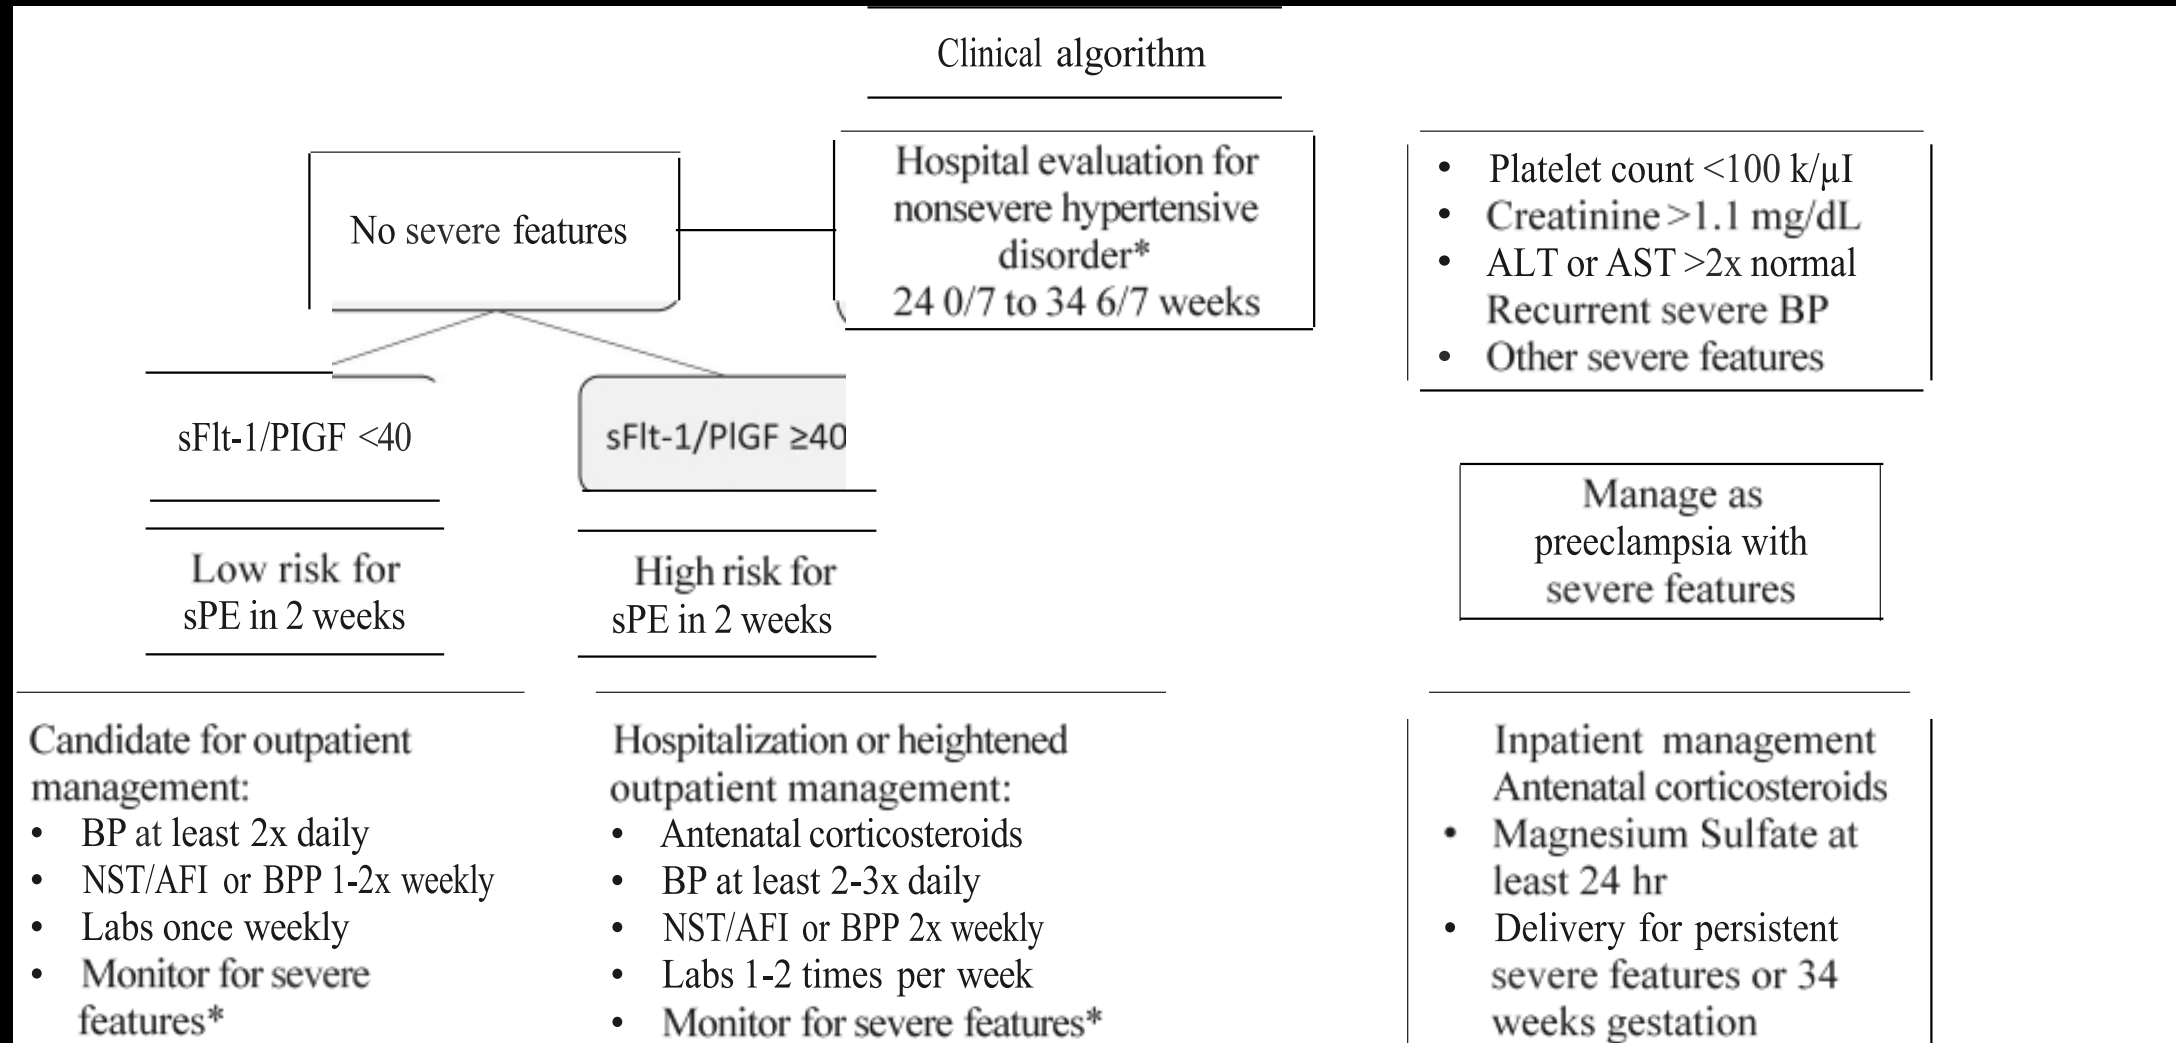 Clinical algorithm
No severe features
Hospital evaluation for
nonsevere hypertensive
disorder*
24 0/7 to 34 6/7 weeks
• Platelet count <100 k/µI
• Creatinine >1.1 mg/dL
• ALT or AST >2x normal
Recurrent severe BP
• Other severe features
sFlt-1/PIGF <40
sFlt-1/PlGF ≥40
Low risk for
sPE in 2 weeks
High risk for
sPE in 2 weeks
Manage as
preeclampsia with
severe features
Candidate for outpatient
management:
• BP at least 2x daily
• NST/AFI or BPP 1-2x weekly
• Labs once weekly
• Monitor for severe
features*
Hospitalization or heightened
outpatient management:
• Antenatal corticosteroids
• BP at least 2-3x daily
• NST/AFI or BPP 2x weekly
• Labs 1-2 times per week
• Monitor for severe features*
Inpatient management
Antenatal corticosteroids
• Magnesium Sulfate at
least 24 hr
• Delivery for persistent
severe features or 34
weeks gestation